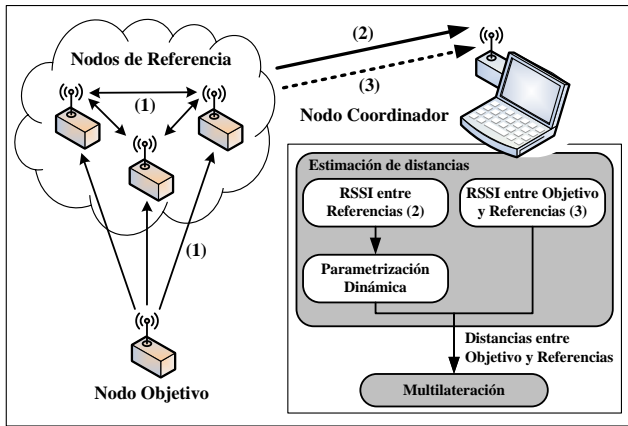 Nodos de Referencia
(1)
(1)
Nodo Objetivo
(2)
(3)
Nodo Coordinador
Estimación de distancias
RSSI entre
Referencias (2)
RSSI entre Objetivo
y Referencias (3)
Parametrización
Dinámica
Distancias entre
Objetivo y Referencias
Multilateración